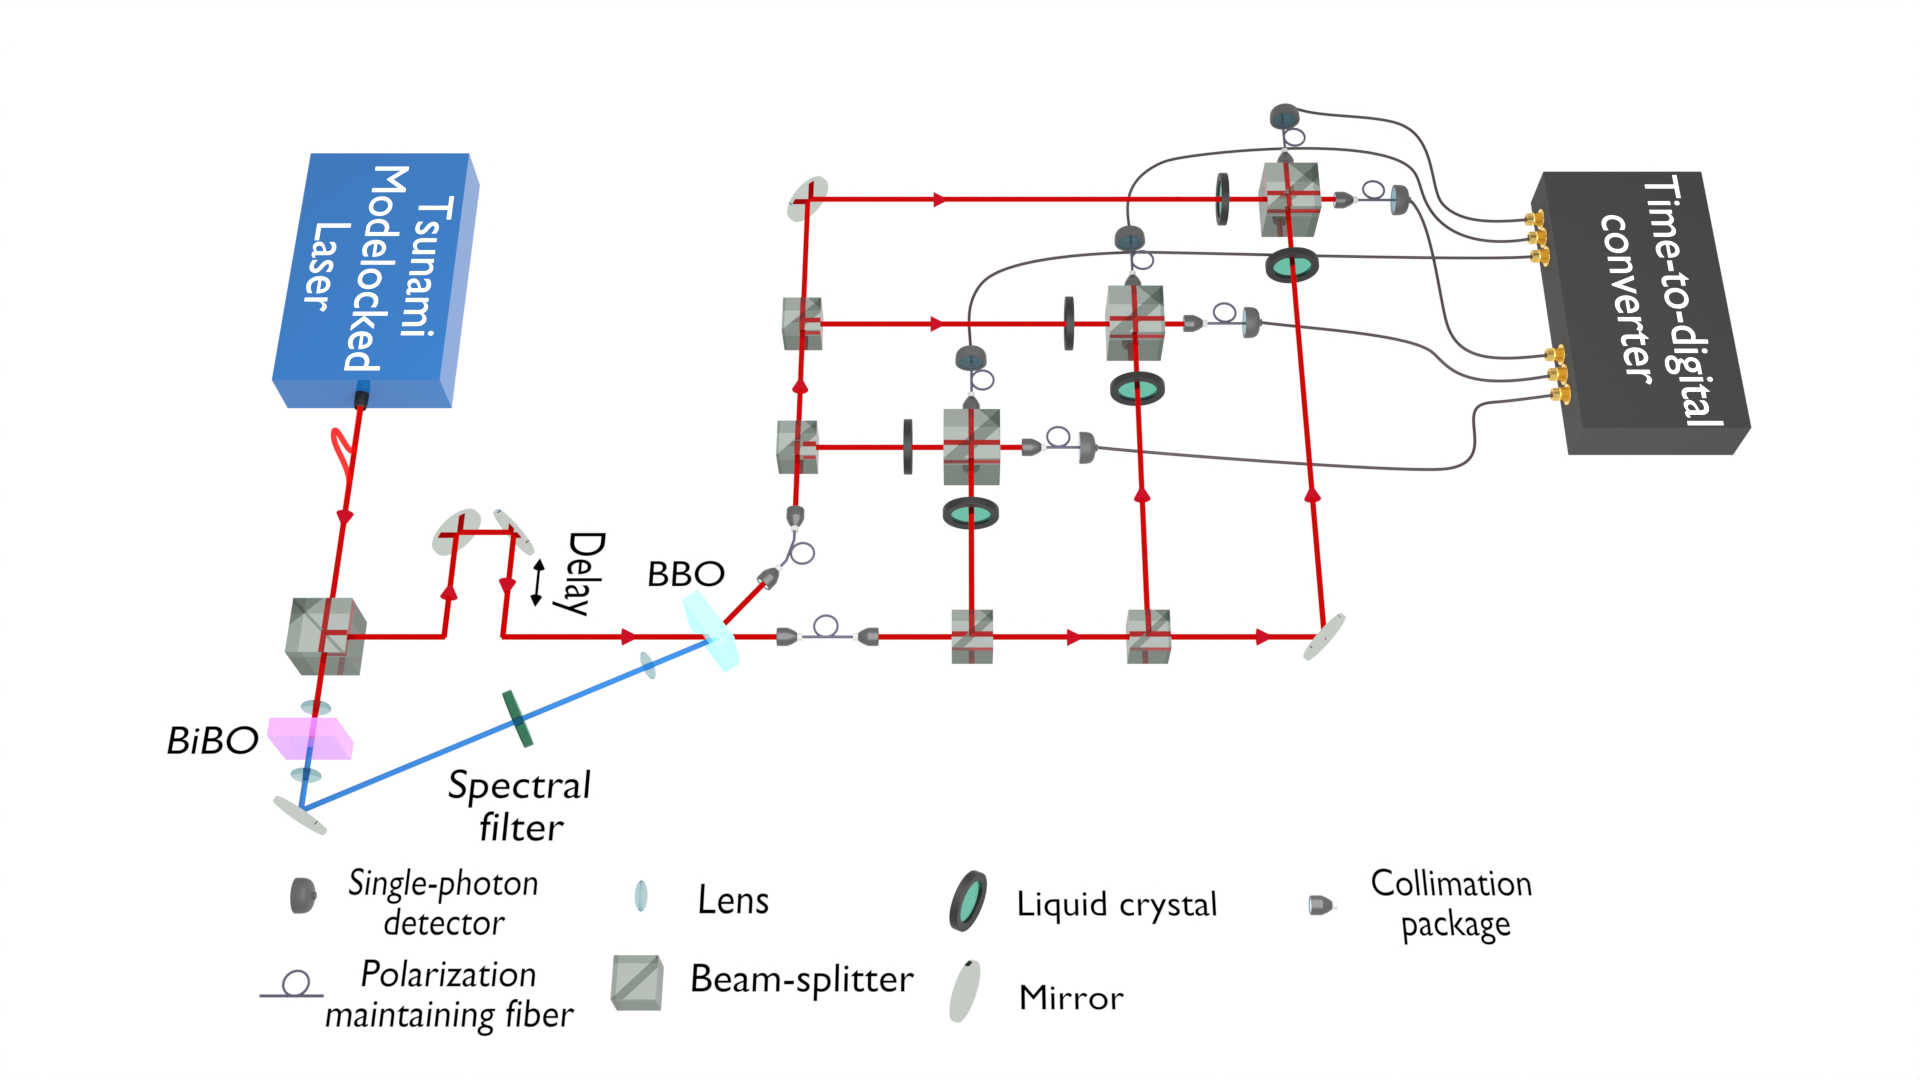 Tsunami
Modelocked
Laser
Time-to-digital
converter
Delay
BBO
BiBO
Spectral
filter
Single-photon
detector
Lens
Liquid crystal
Collimation
package
Polarization
maintaining fiber
Beam-splitter
Mirror